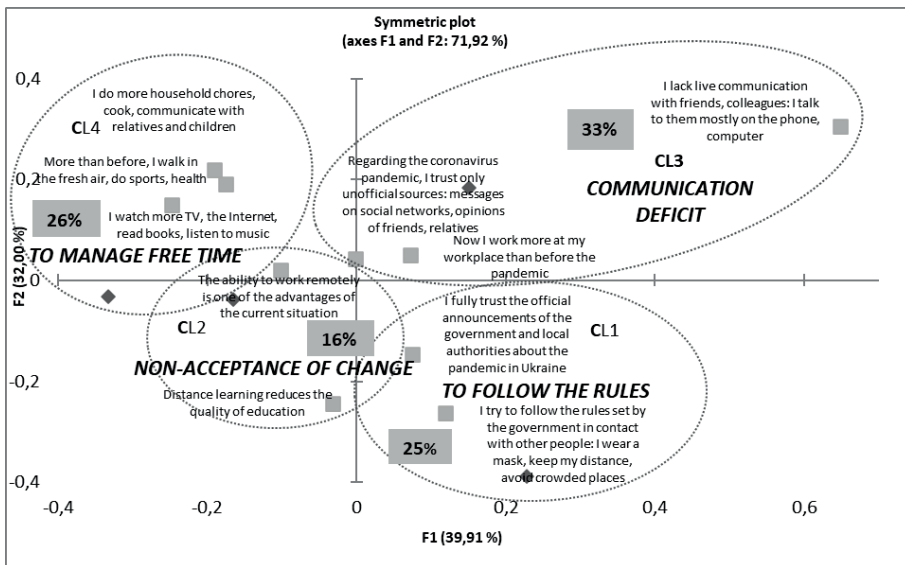 Symmetric plot
(axes F1 and F2: 71,92 %)
0,4
I do more household chores,
cook, communicate with
relatives and children
CL4
I lack live communication
with friends, colleagues: I talk
to them mostly on the phone,
computer
33%
CL3
COMMUNICATION
DEFICIT
More than before, I walk in
the fresh air, do sports, health
0,2
Regarding the coronavirus
pandemic, I trust only
unofficial sources: messages
on social networks, opinions
of friends, relatives
26%
I watch more TV, the Internet,
read books, listen to music
TO MANAGE FREE TIME
Now I work more at my
workplace than before the
pandemic
F2 (32,00 %)
0
The ability to work remotely
is one of the advantages of
the current situation
CL2
16%
NON-ACCEPTANCE OF CHANGE
I fully trust the official
announcements of the
government and local
authorities about the
pandemic in Ukraine
CL1
-0,2
Distance learning reduces the
quality of education
TO FOLLOW THE RULES
I try to follow the rules set by
the government in contact
with other people: I wear a
mask, keep my distance,
avoid crowded places
25%
-0,4
-0,4
-0,2
0
0,2
0,4
0,6
F1 (39,91 %)